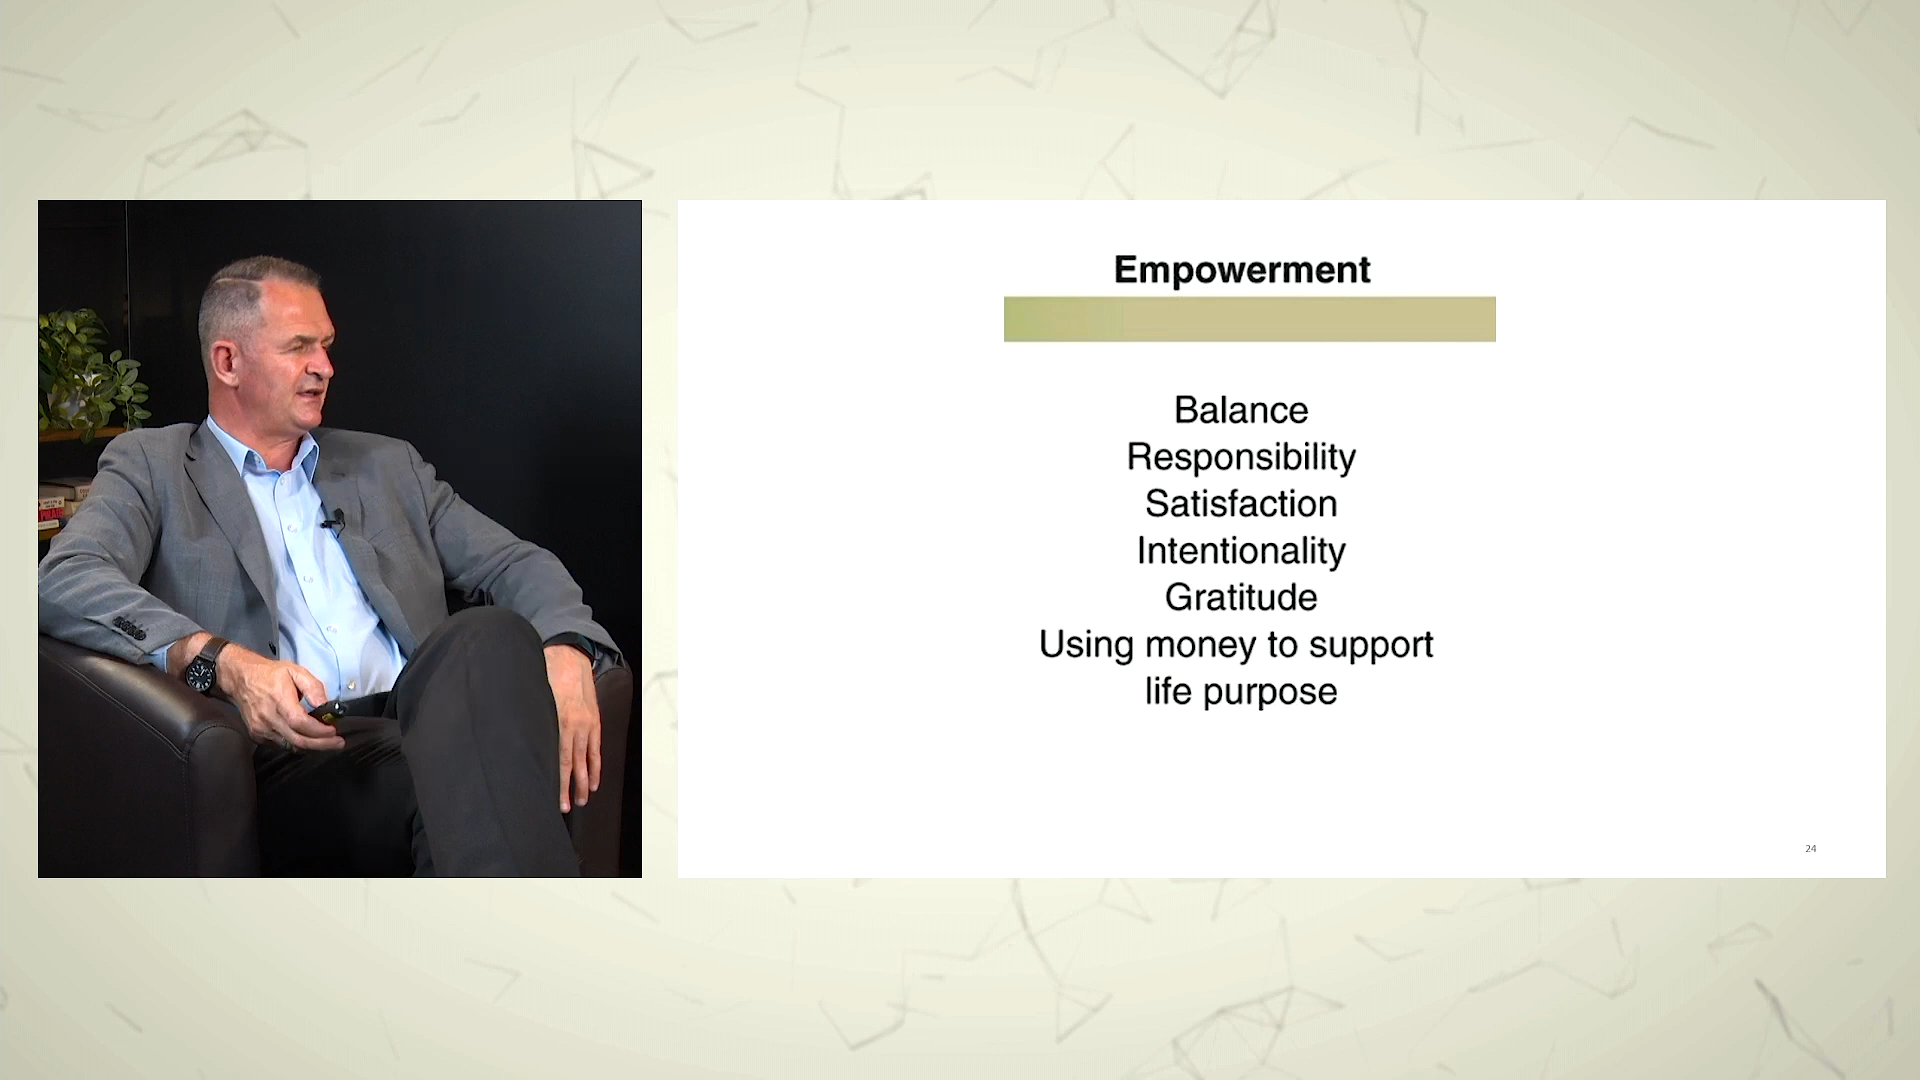 Empowerment
Balance
Responsibility
Satisfaction
Intentionality
Gratitude
Using money to support
life purpose
24